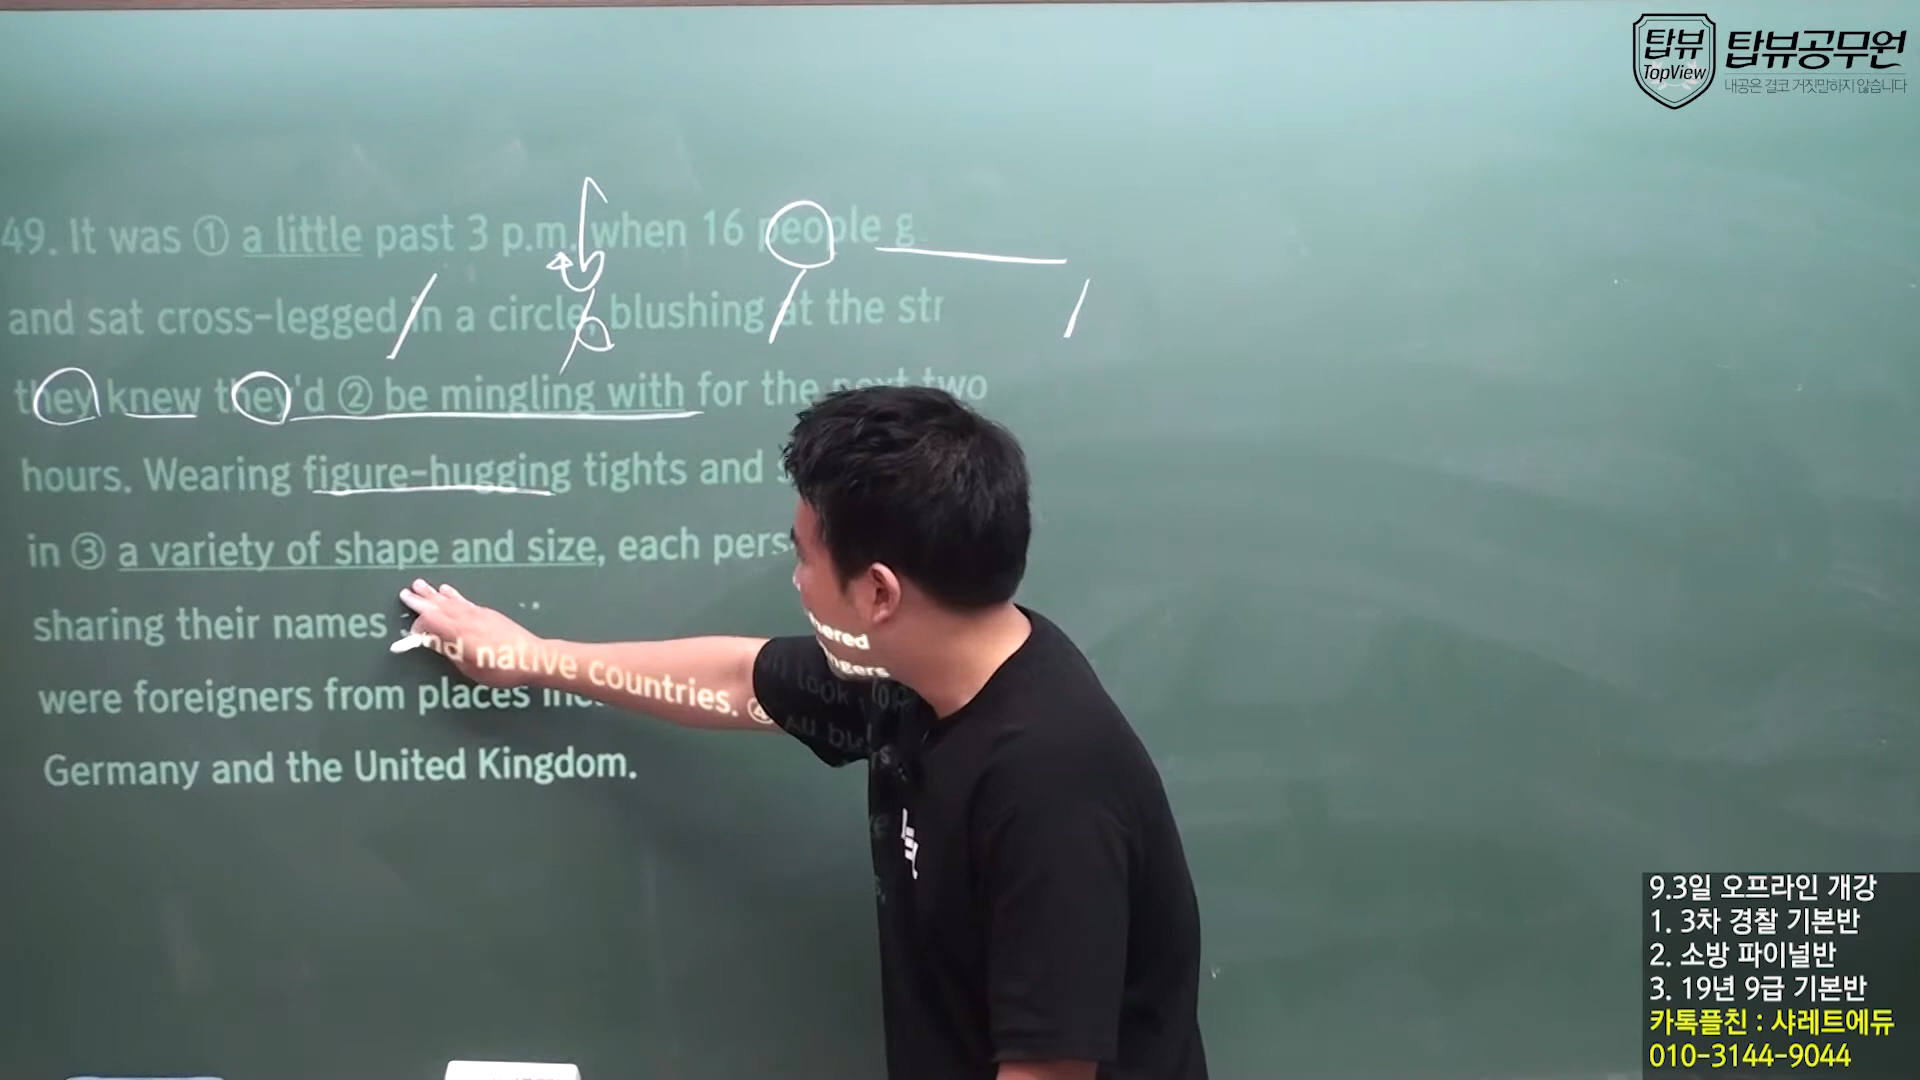 탑뷰
TopView
탑뷰공무원
내공은 결코 거짓말하지 않습니다
49. It was ① a little past 3 p.m. when 16 people g
hered
and sat cross-legged in a circle, blushing at the str
ngers
they knew they'd ② be mingling with for the next two
hours. Wearing figure-hugging tights and s
in ③ a variety of shape and size, each pers
sharing their names and native countries. ④ All
were foreigners from places
Germany and the United Kingdom.
9.3일 오프라인 개강
1. 3차 경찰 기본반
2. 소방 파이널반
3. 19년 9급 기본반
카톡플친 : 샤레트에듀
010-3144-9044